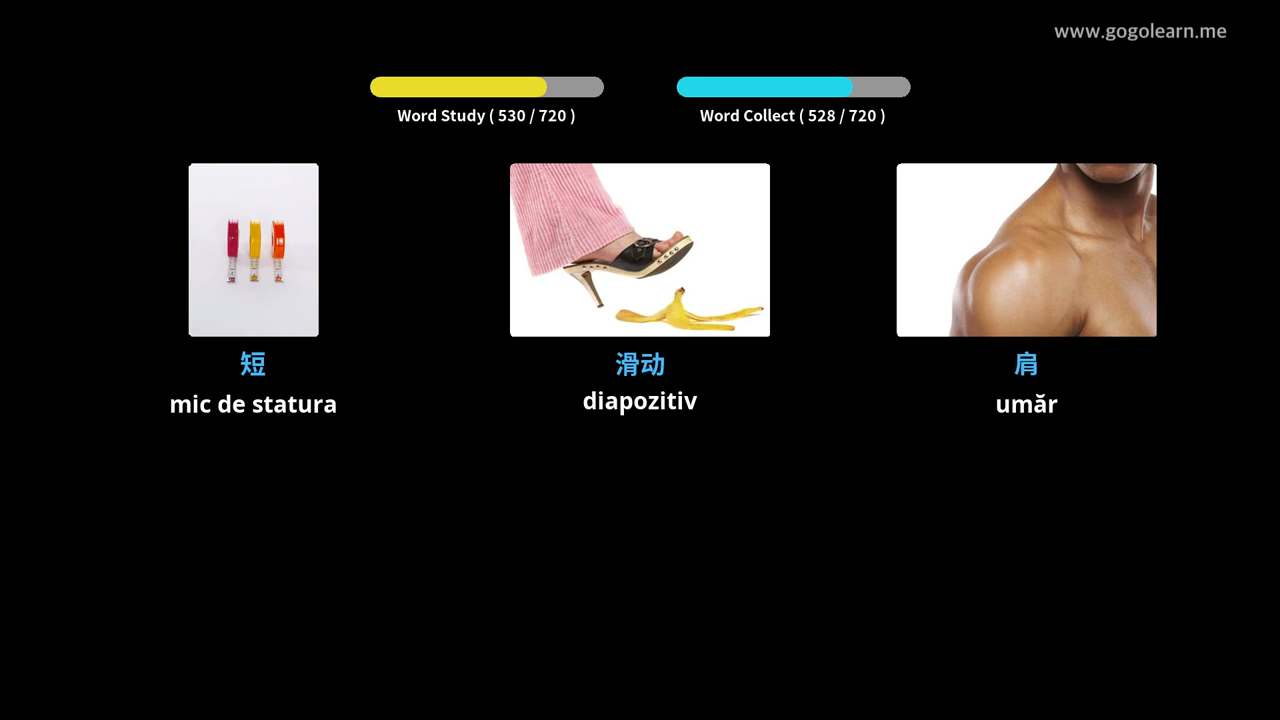 www.gogolearn.me
Word Study ( 530 / 720 )
Word Collect ( 528 / 720 )
短
滑动
肩
mic de statura
diapozitiv
umăr